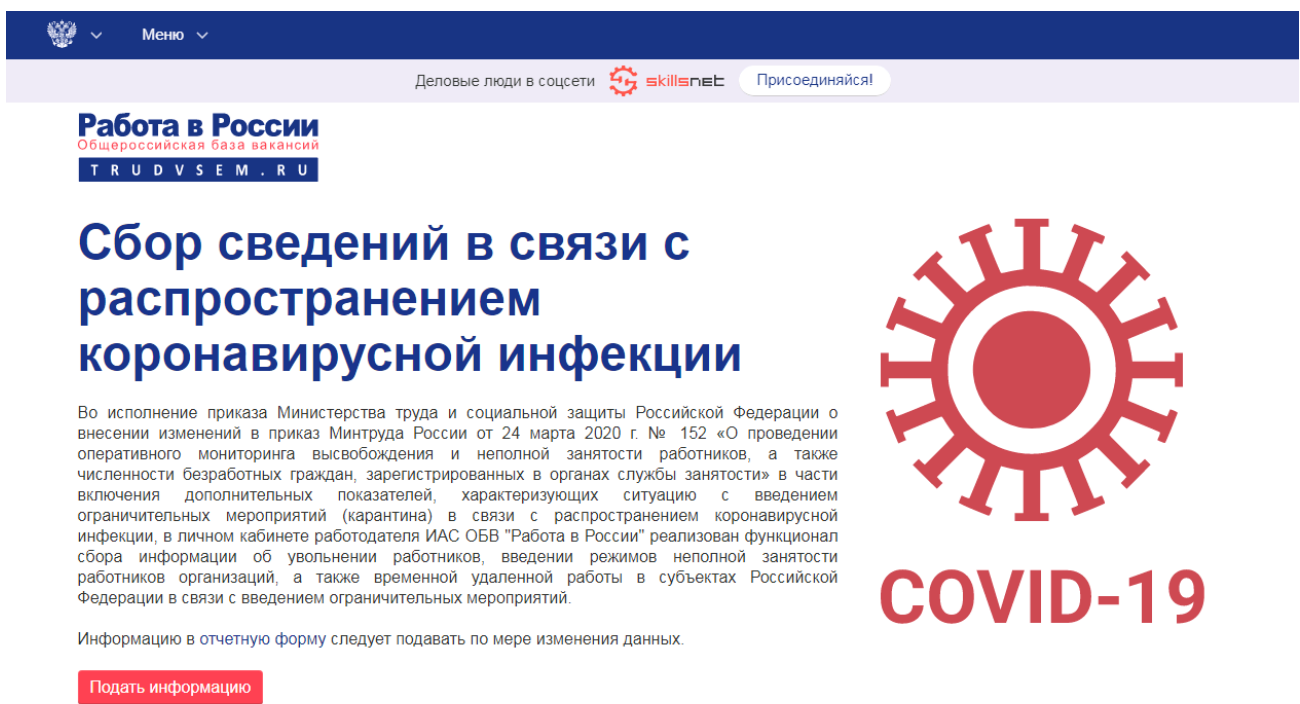 Меню
Деловые люди в соцсети skillsnet Присоединяйся!
Работа в России
Общероссийская база вакансий
TRUDVSEM.RU
Сбор сведений в связи с
распространением
коронавирусной инфекции
Во исполнение приказа Министерства труда и социальной защиты Российской Федерации о
внесении изменений в приказ Минтруда России от 24 марта 2020 г. № 152 «О проведении
оперативного мониторинга высвобождения и неполной занятости работников, а также
численности безработных граждан, зарегистрированных в органах службы занятости» в части
включения дополнительных показателей, характеризующих ситуацию с введением
ограничительных мероприятий (карантина) в связи с распространением коронавирусной
инфекции, в личном кабинете работодателя ИАС ОБВ "Работа в России" реализован функционал
сбора информации об увольнении работников, введении режимов неполной занятости
работников организаций, а также временной удаленной работы в субъектах Российской
Федерации в связи с введением ограничительных мероприятий.
Информацию в отчетную форму следует подавать по мере изменения данных.
Подать информацию
COVID-19